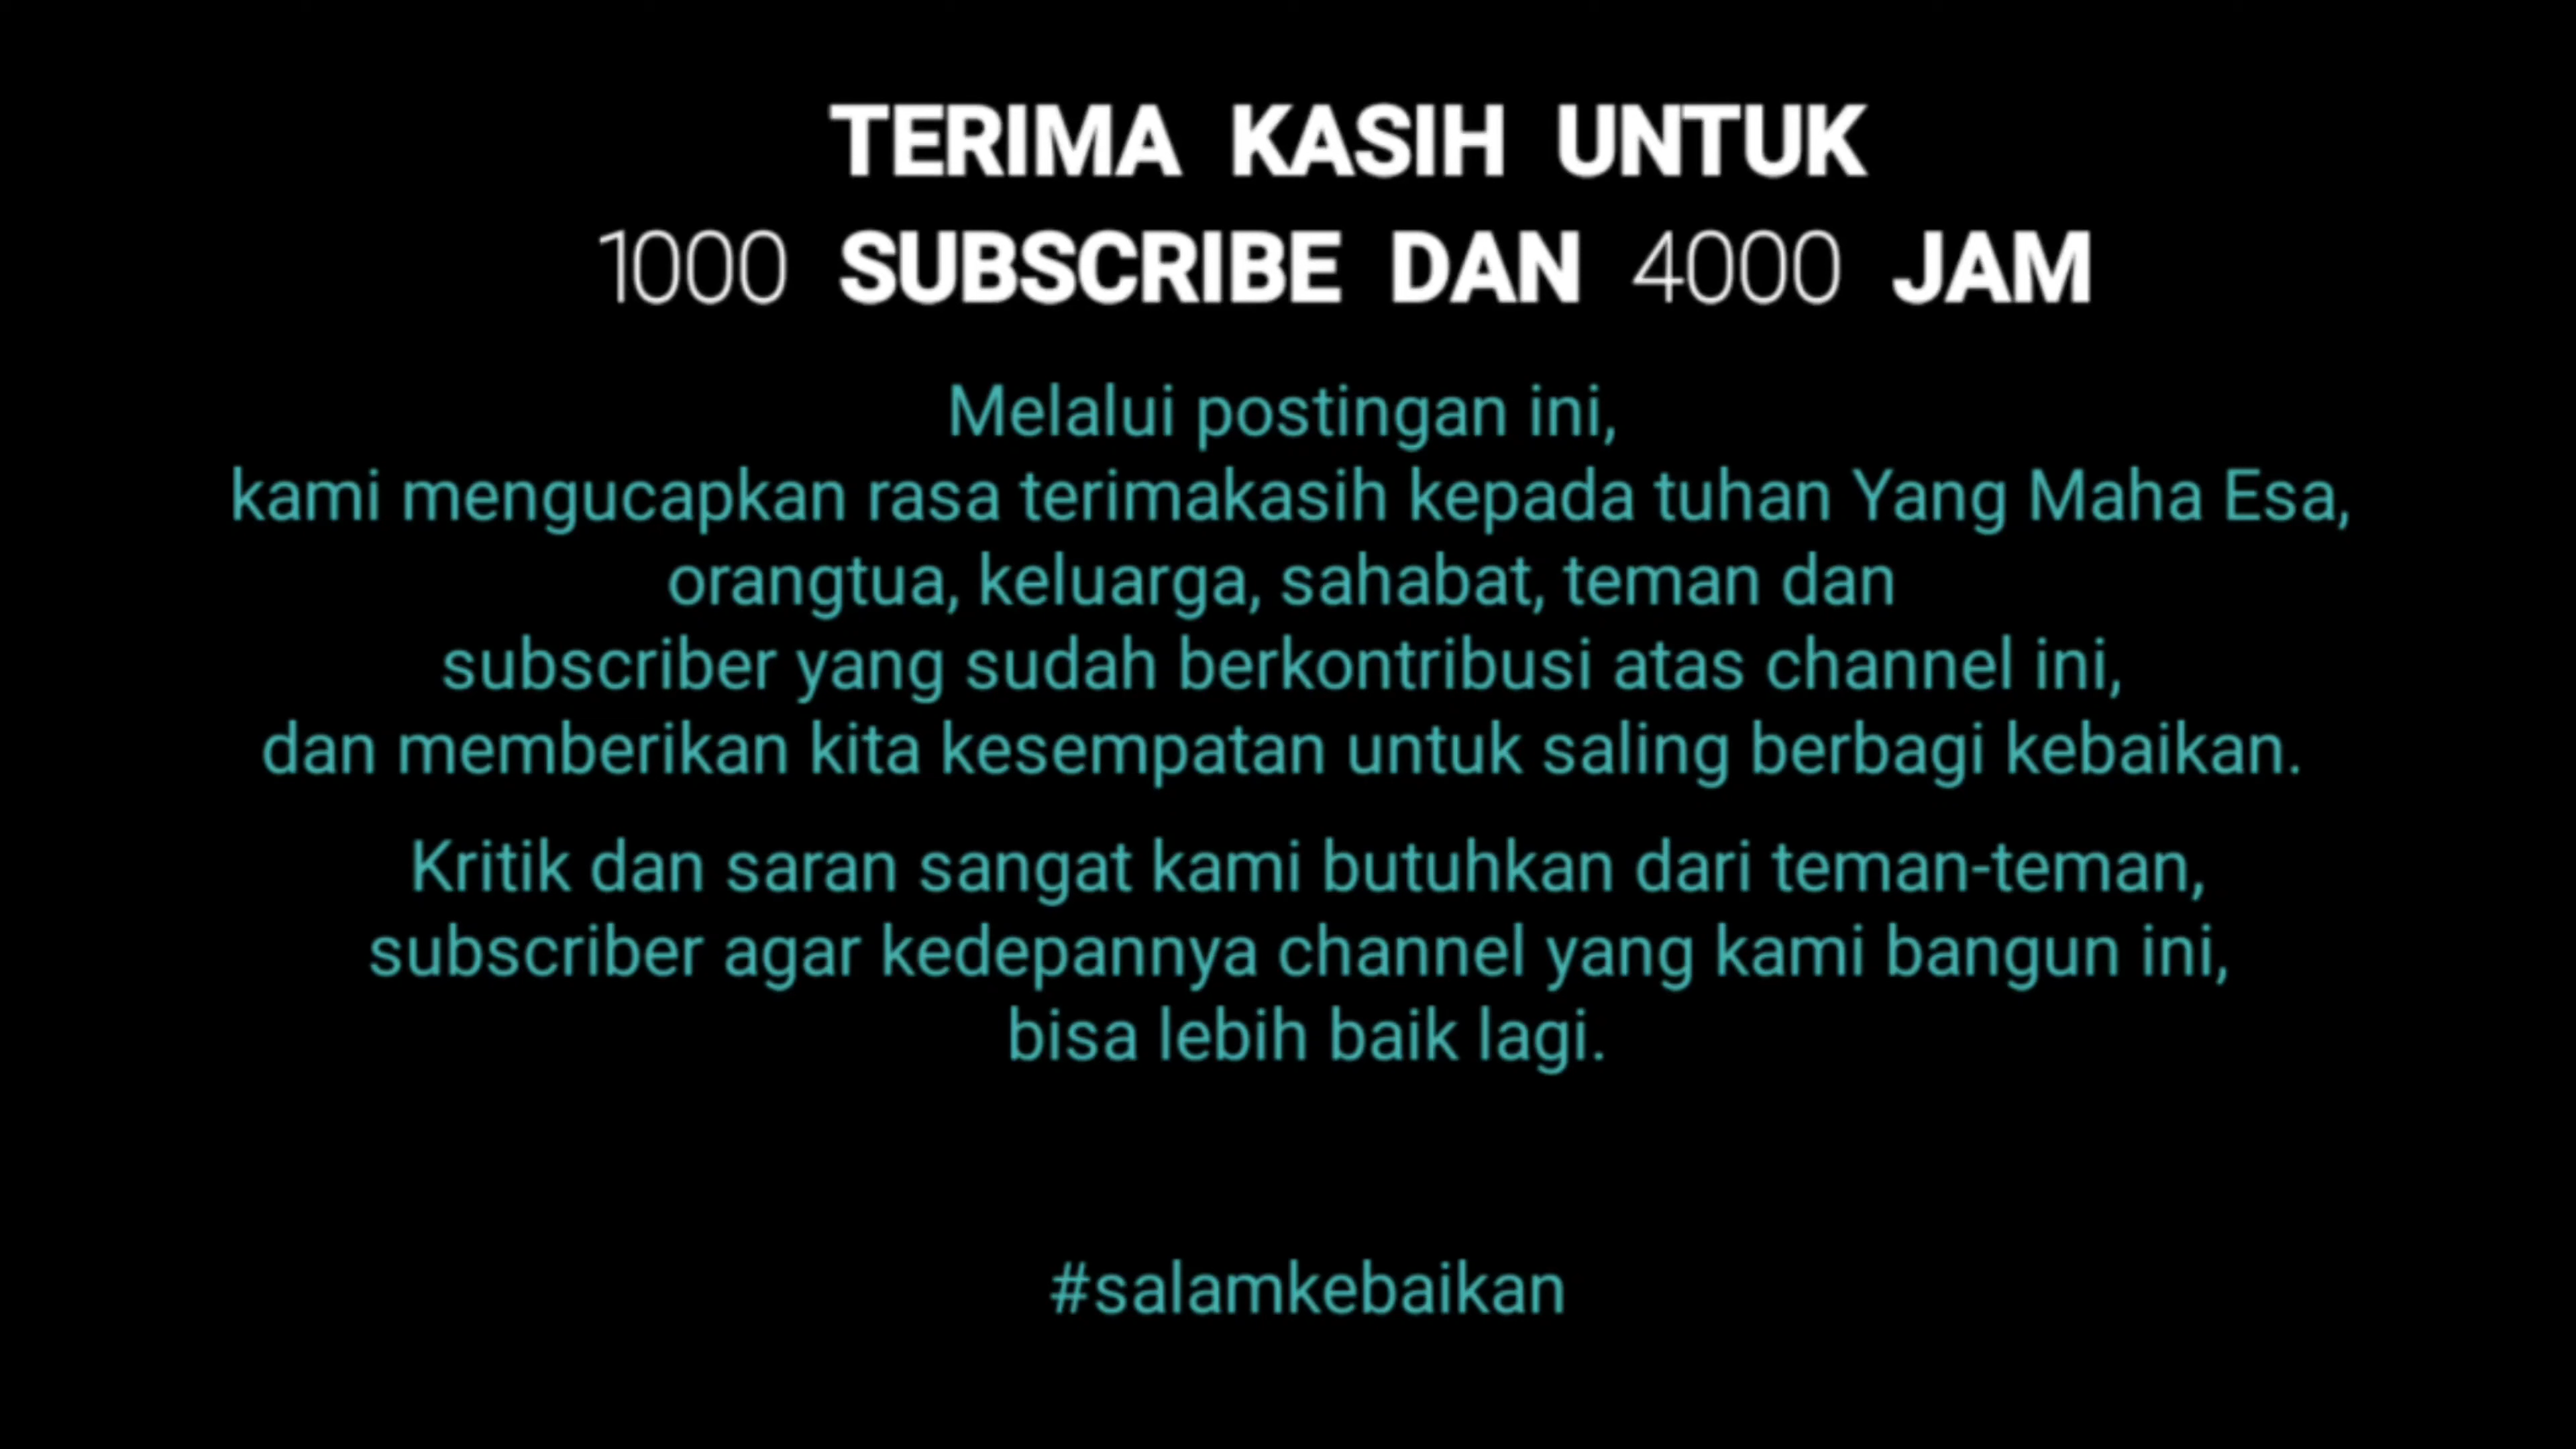 TERIMA KASIH UNTUK
1000 SUBSCRIBE DAN 4000 JAM
Melalui postingan ini,
kami mengucapkan rasa terimakasih kepada tuhan Yang Maha Esa,
orangtua, keluarga, sahabat, teman dan
subscriber yang sudah berkontribusi atas channel ini,
dan memberikan kita kesempatan untuk saling berbagi kebaikan.
Kritik dan saran sangat kami butuhkan dari teman-teman,
subscriber agar kedepannya channel yang kami bangun ini,
bisa lebih baik lagi.
#salamkebaikan